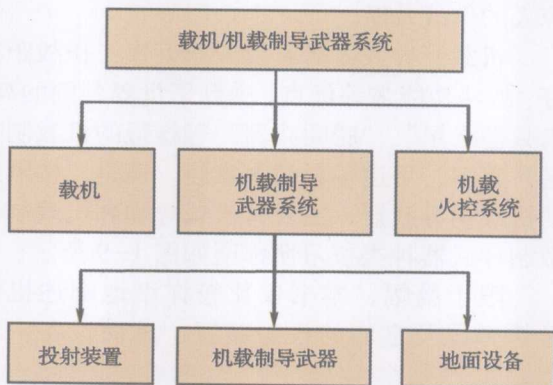 载机/机载制导武器系统
载机
机载制导
武器系统
机载
火控系统
投射装置
机载制导武器
地面设备